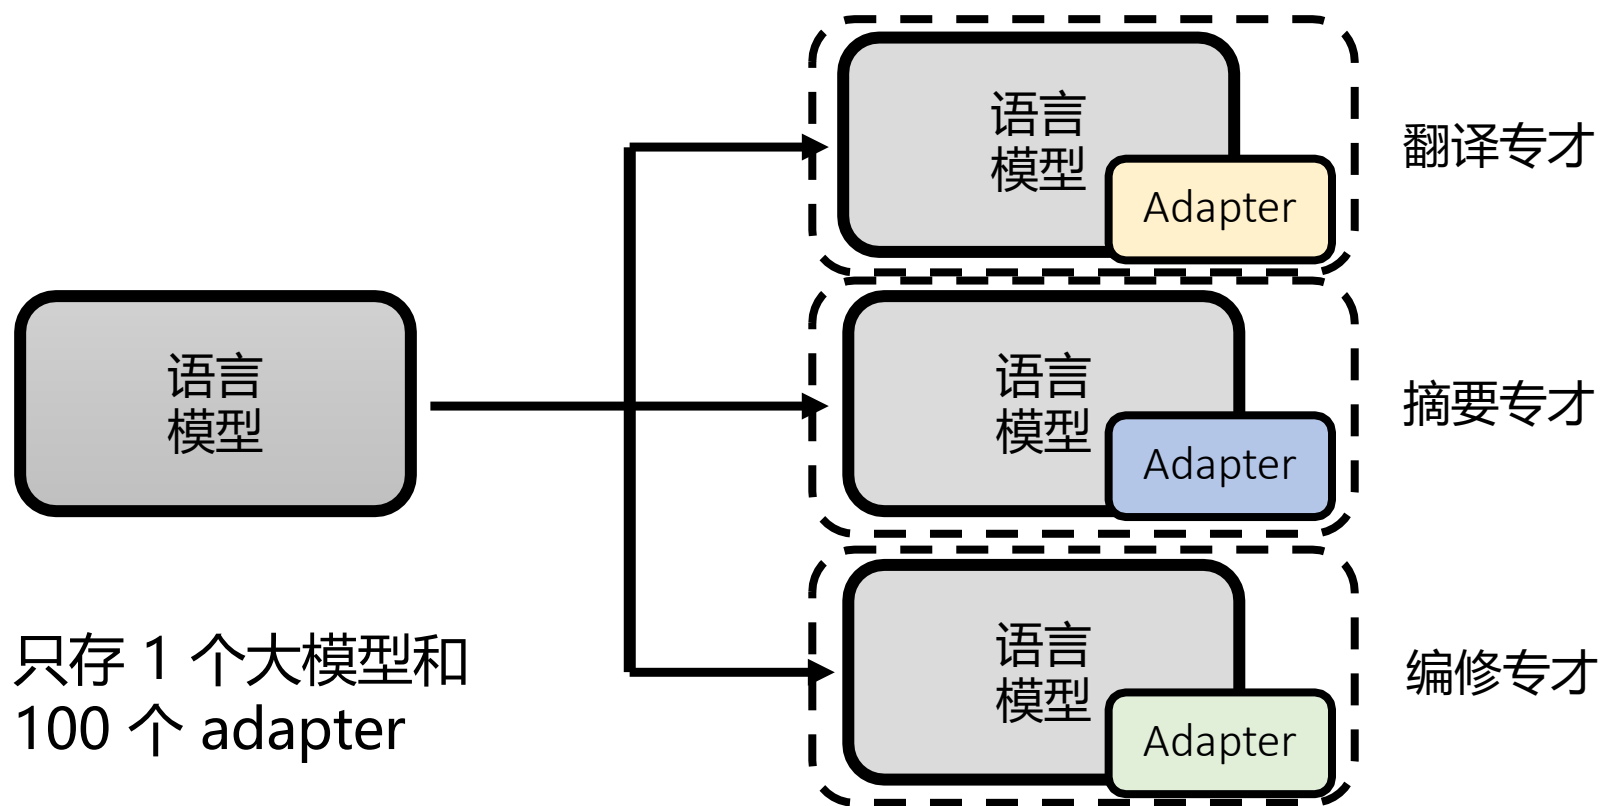 语言
模型
只存 1 个大模型和
100 个 adapter
语言
模型
Adapter
翻译专才
语言
模型
Adapter
摘要专才
语言
模型
Adapter
编修专才